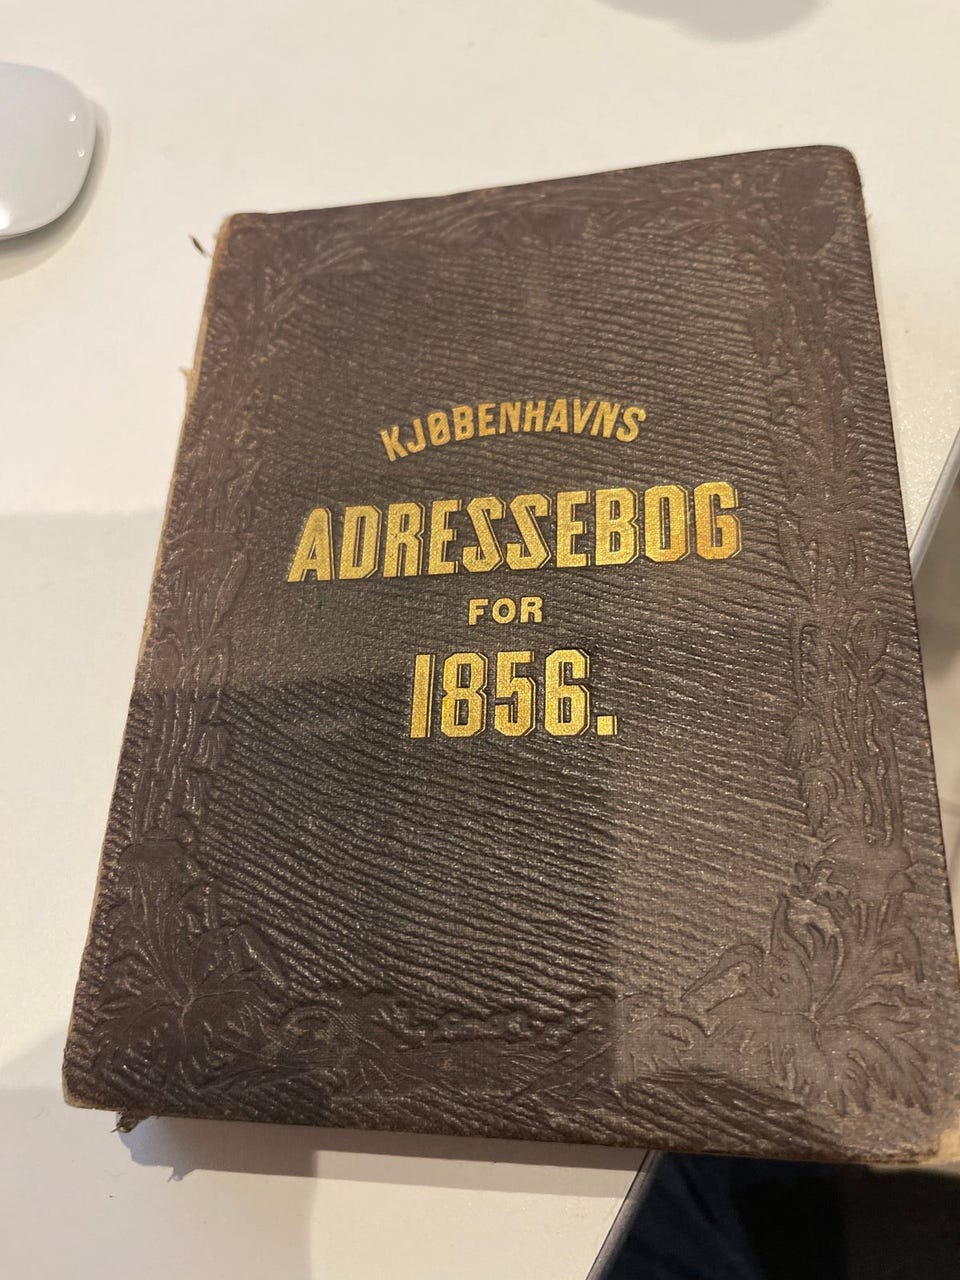 KJØBENHAVNS
ADRESSEBOG
FOR
1856.